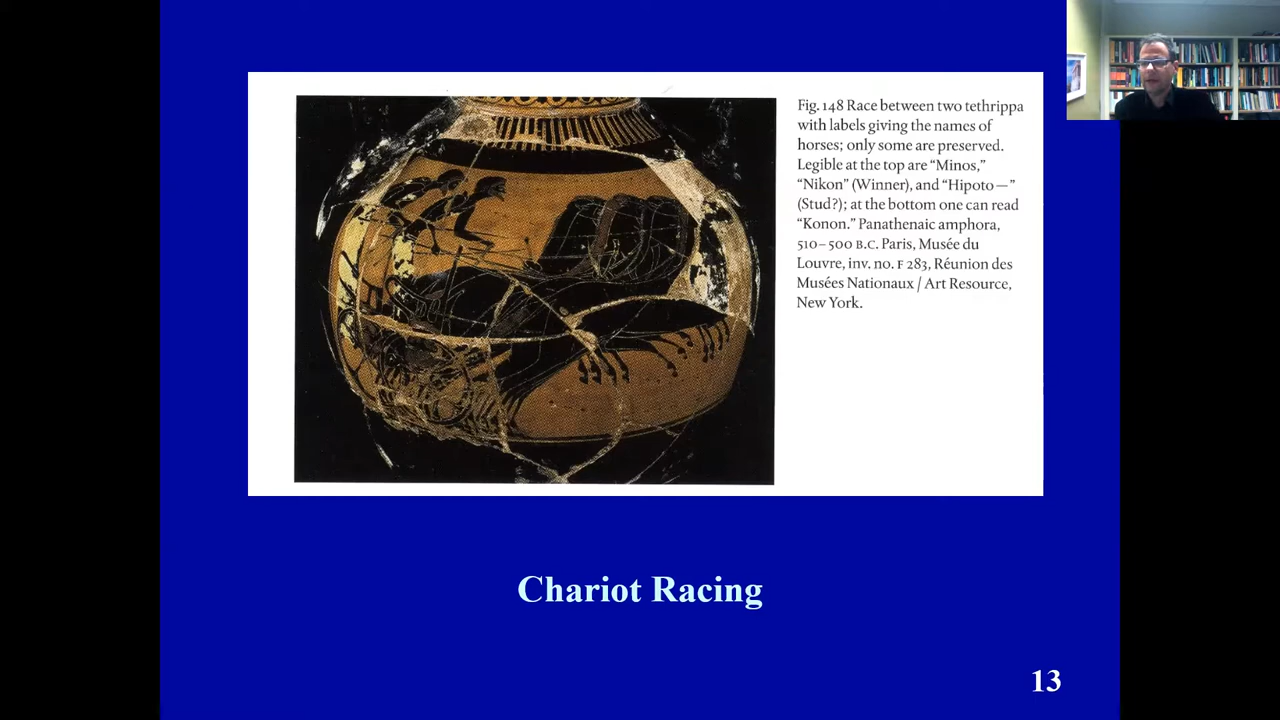 Fig. 148 Race between two tethrippa
with labels giving the names of
horses; only some are preserved.
Legible at the top are “Minos,”
“Nikon” (Winner), and “Hipoto—”
(Stud?); at the bottom one can read
“Konon.” Panathenaic amphora,
510–500 B.C. Paris, Musée du
Louvre, inv. no. F 283, Réunion des
Musées Nationaux / Art Resource,
New York.
Chariot Racing
13